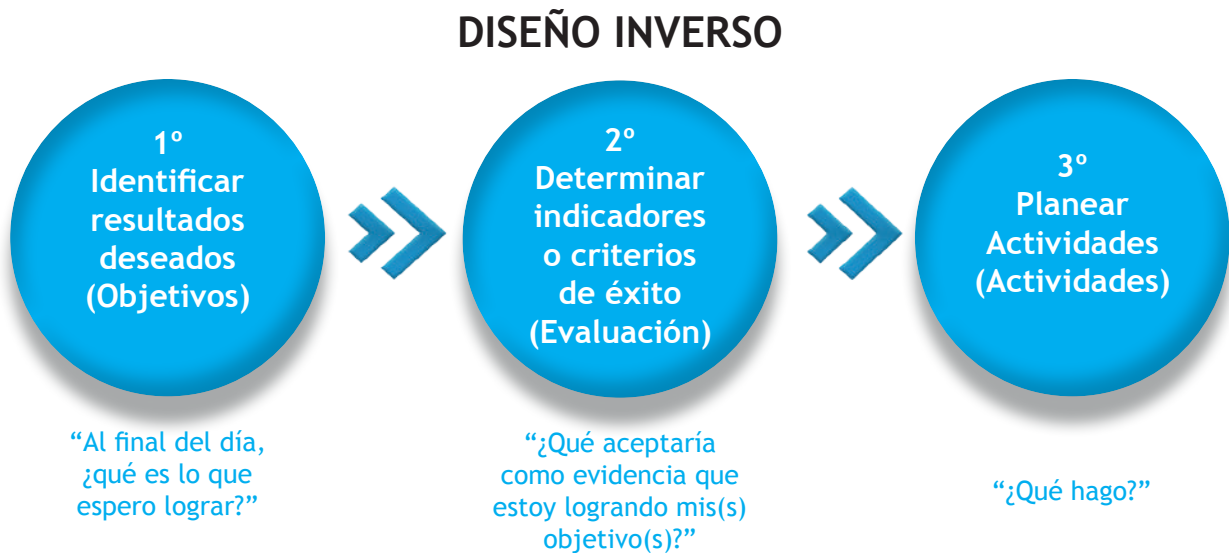 DISEÑO INVERSO
1º
Identificar
resultados
deseados
(Objetivos)
2º
Determinar
indicadores
o criterios
de éxito
(Evaluación)
3º
Planear
Actividades
(Actividades)
“Al final del día,
¿qué es lo que
espero lograr?”
“¿Qué aceptaría
como evidencia que
estoy logrando mis(s)
objetivo(s)?”
“¿Qué hago?”